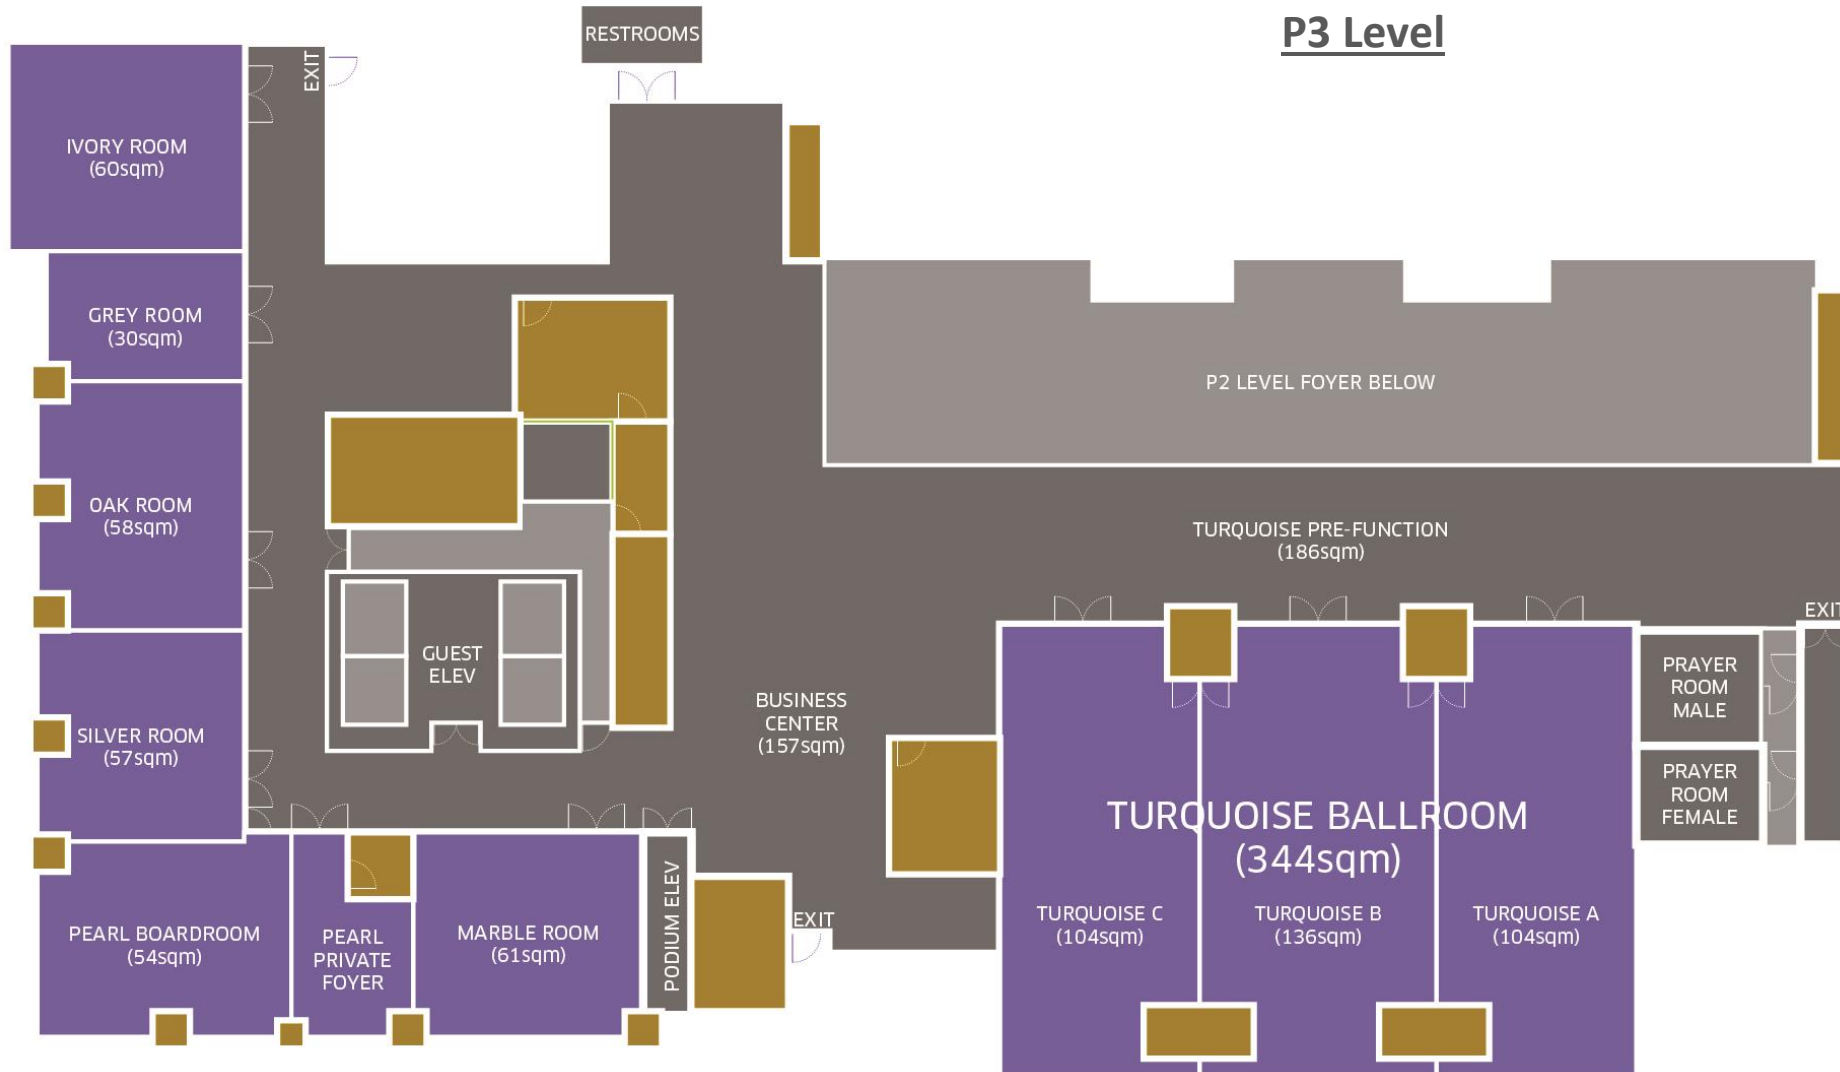 P3 Level
RESTROOMS
EXIT
IVORY ROOM
(60sqm)
GREY ROOM
(30sqm)
P2 LEVEL FOYER BELOW
OAK ROOM
(58sqm)
TURQUOISE PRE-FUNCTION
(186sqm)
EXIT
GUEST
ELEV
PRAYER
ROOM
MALE
BUSINESS
CENTER
(157sqm)
SILVER ROOM
(57sqm)
PRAYER
ROOM
FEMALE
TURQUOISE BALLROOM
(344sqm)
PEARL BOARDROOM
(54sqm)
PEARL
PRIVATE
FOYER
MARBLE ROOM
(61sqm)
PODIUM ELEV
EXIT
TURQUOISE C
(104sqm)
TURQUOISE B
(136sqm)
TURQUOISE A
(104sqm)